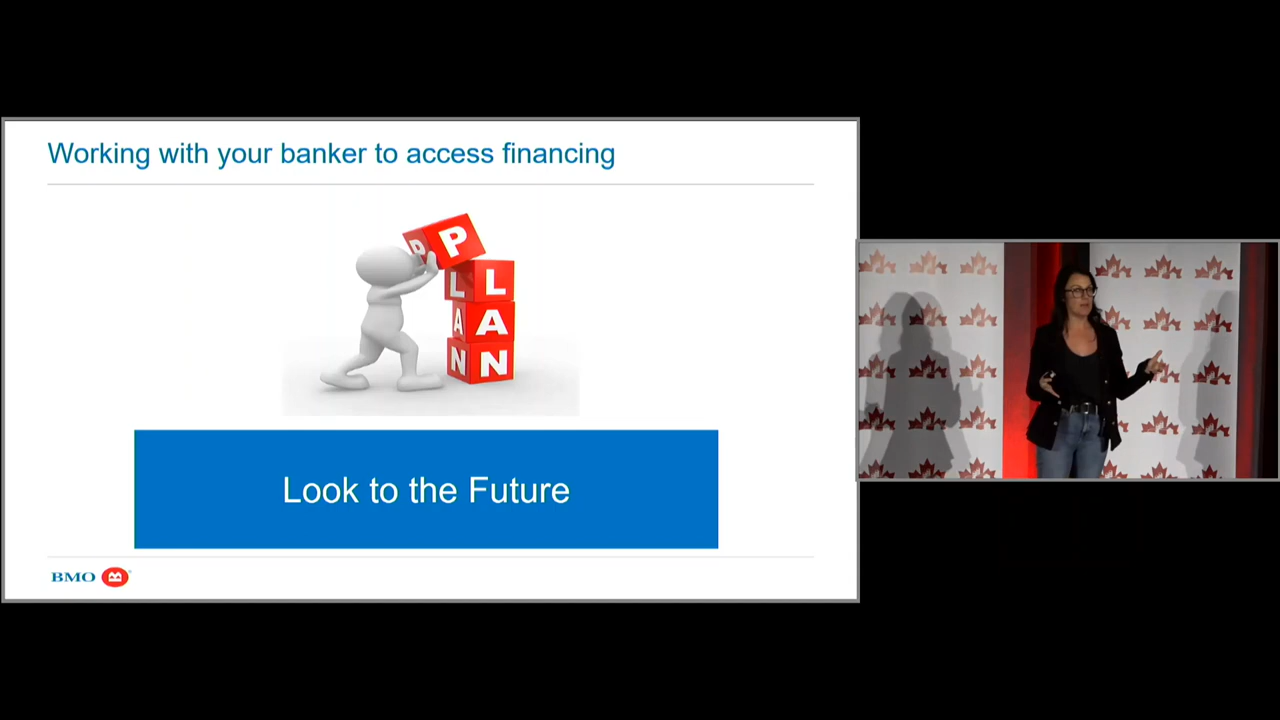 Working with your banker to access financing
P
P
L
L
A
A
N
N
Look to the Future
BMO